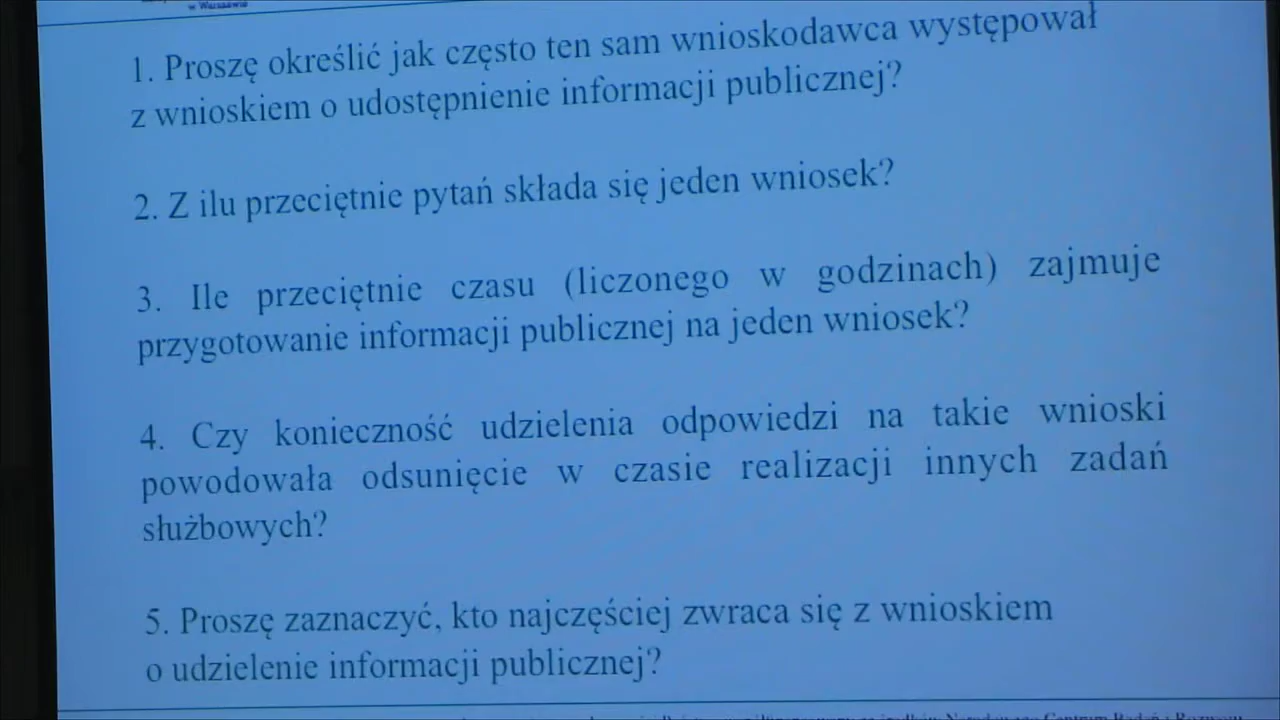 w Warszawie
1. Proszę określić jak często ten sam wnioskodawca występował
z wnioskiem o udostępnienie informacji publicznej?
2. Z ilu przeciętnie pytań składa się jeden wniosek?
3. Ile przeciętnie czasu (liczonego w godzinach) zajmuje
przygotowanie informacji publicznej na jeden wniosek?
4. Czy konieczność udzielenia odpowiedzi na takie wnioski
powodowała odsunięcie w czasie realizacji innych zadań
służbowych?
5. Proszę zaznaczyć, kto najczęściej zwraca się z wnioskiem
o udzielenie informacji publicznej?